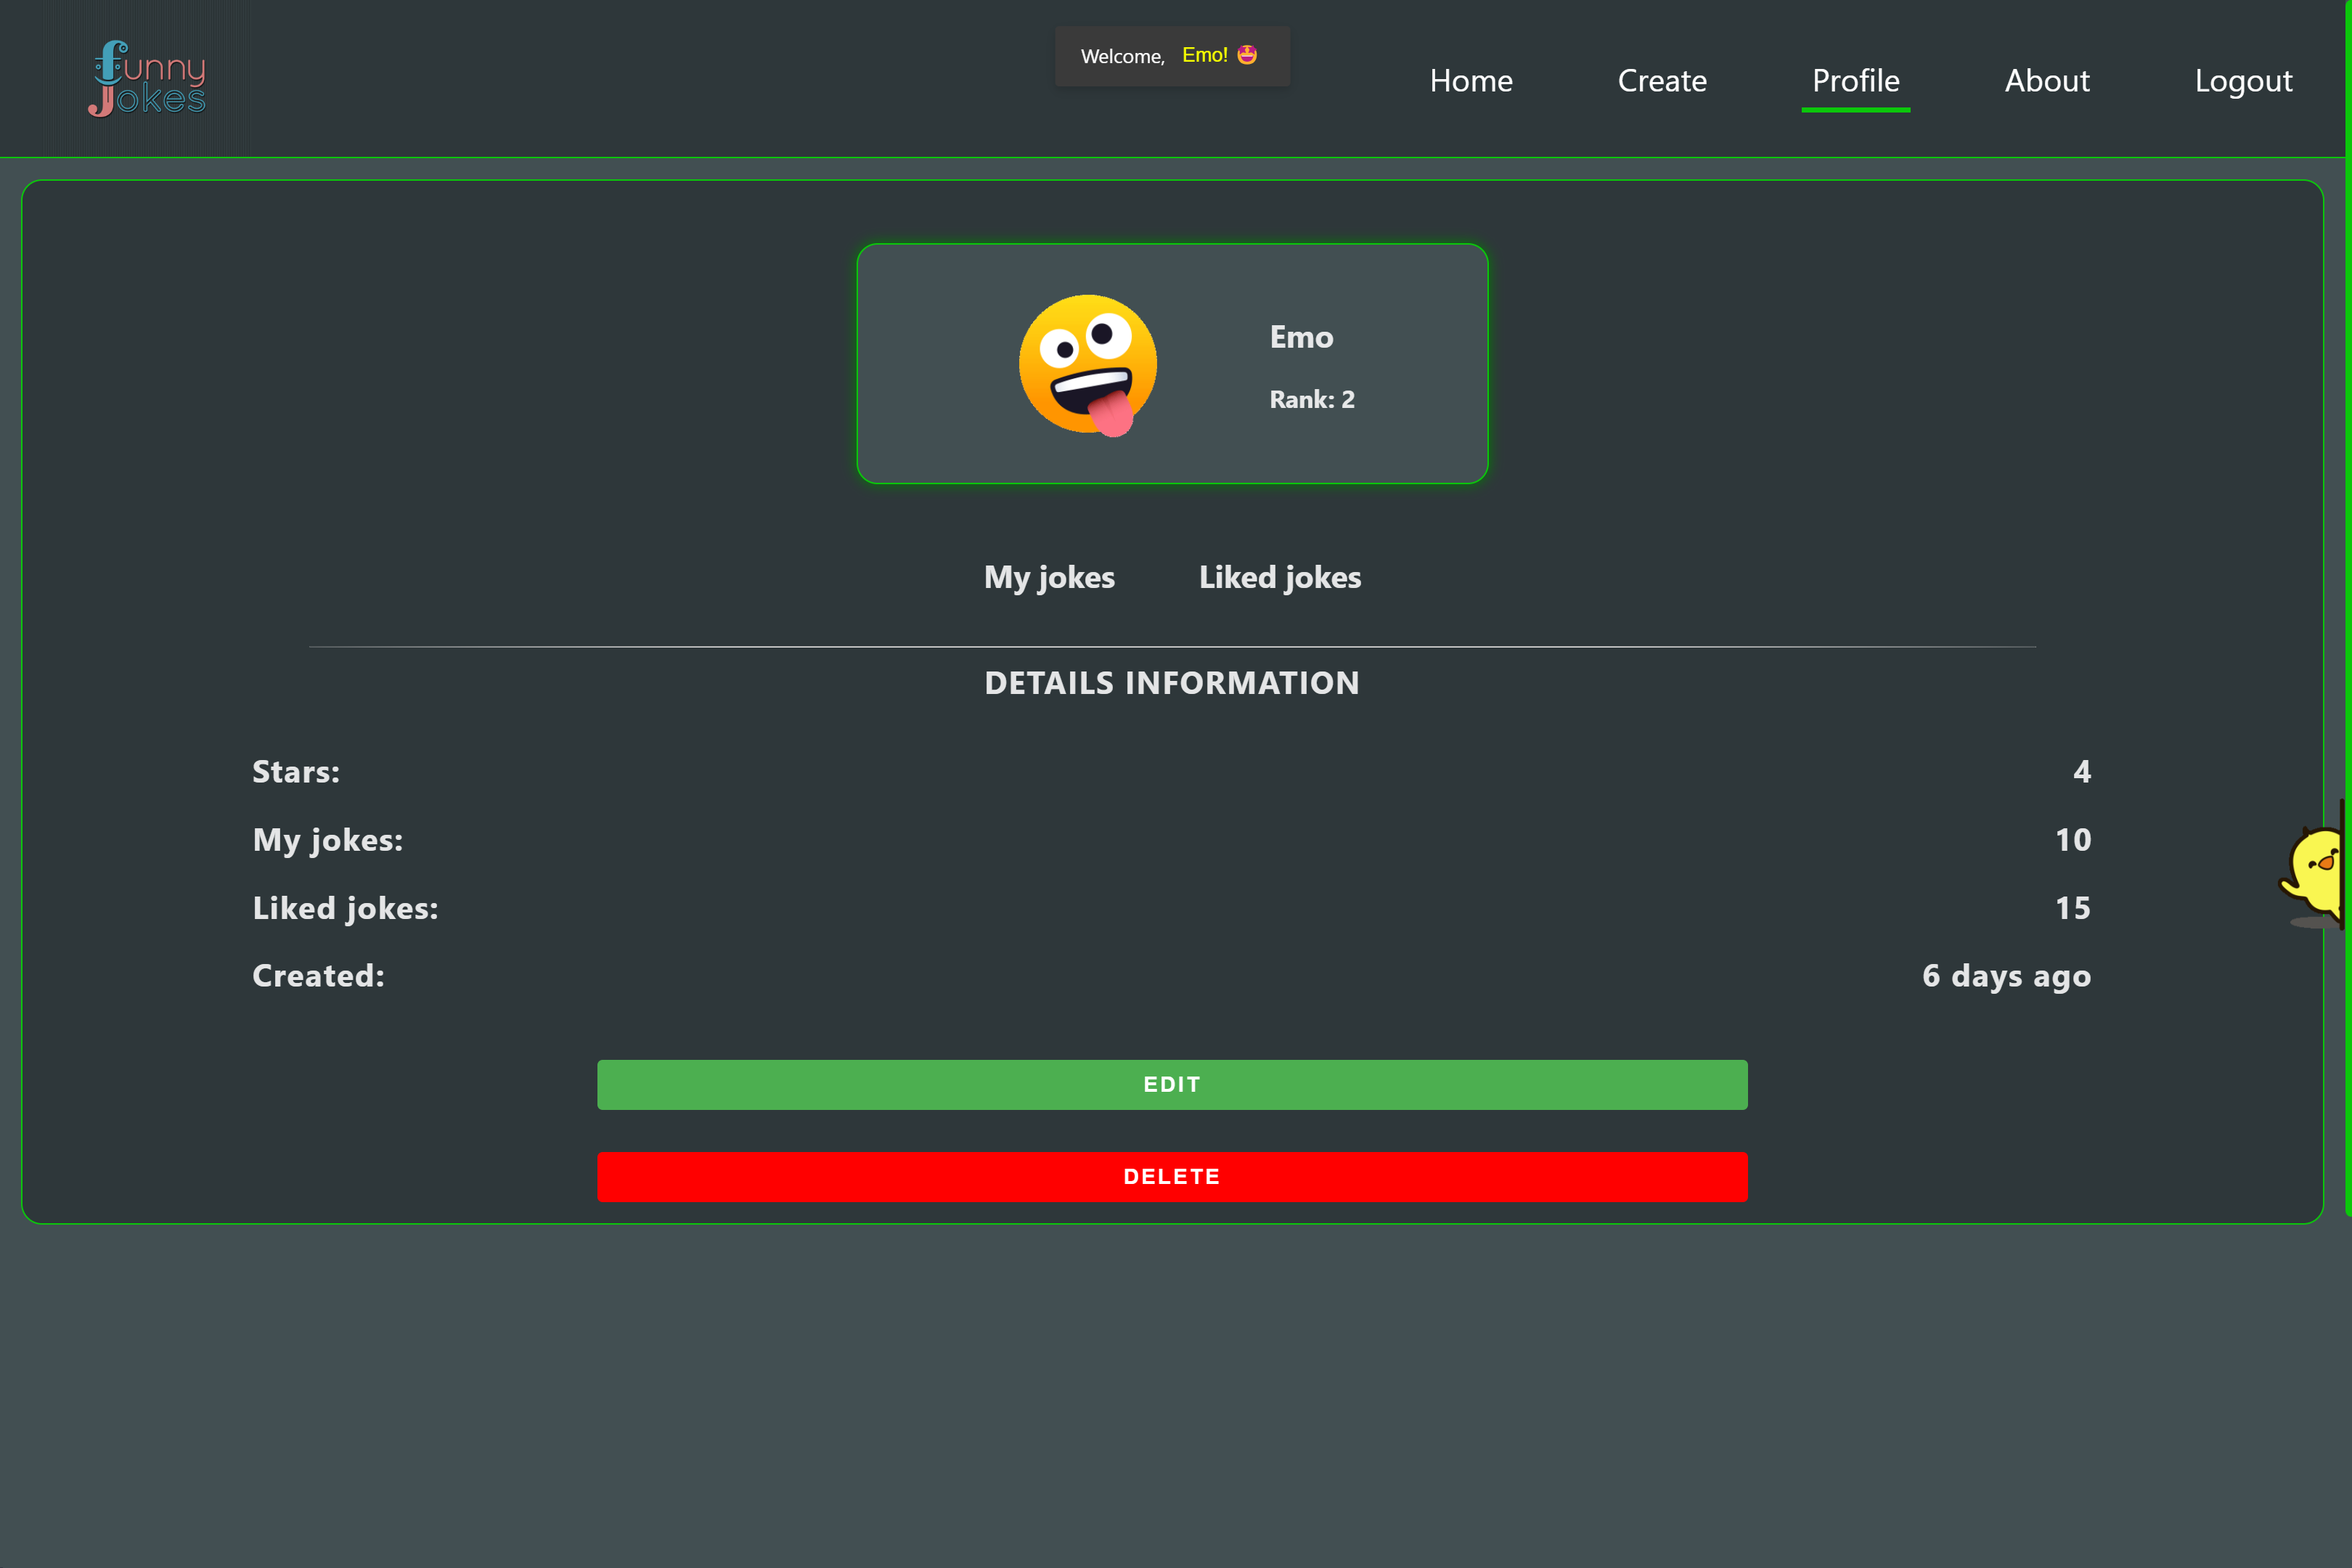 funny
Jokes
Welcome, Emo! 🤩
Home Create Profile About Logout
Emo
Rank: 2
My jokes Liked jokes
DETAILS INFORMATION
Stars: 4
My jokes: 10
Liked jokes: 15
Created: 6 days ago
EDIT
DELETE